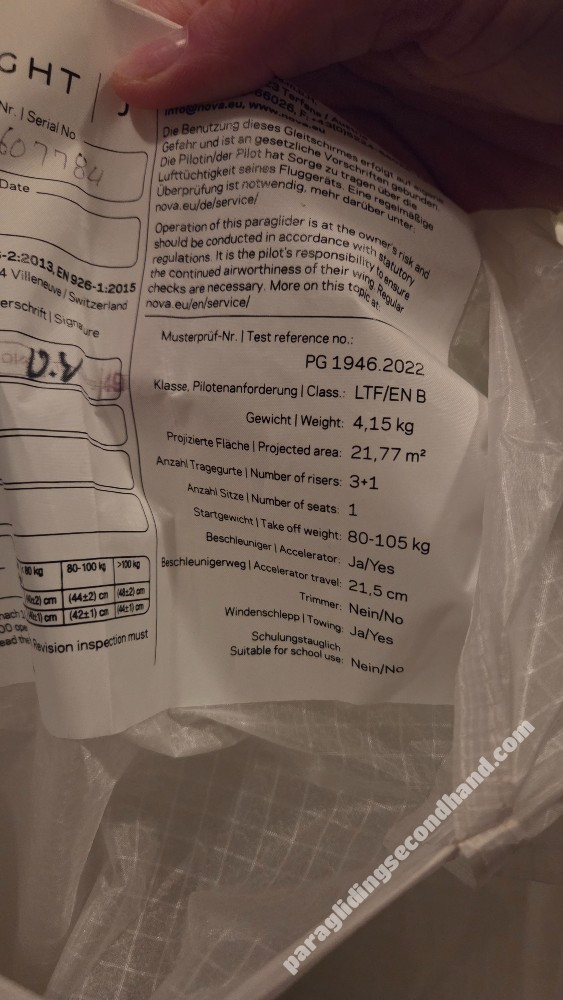 GHT
Nr. | Serial No
607784
Date
-2:2013, EN 926-1:2015
4 Villeneuve / Switzerland
erschrift | Signature
80 kg 80-100 kg >100 kg
(44±2) cm (48±2) cm
(42±1) cm (44±1) cm
Revision inspection must
23 Terfens /
info@nova.eu, www.nova.eu
Die Benutzung dieses Gleitschirmes erfolgt auf eigene
Gefahr und ist an gesetzliche Vorschriften gebunden.
Die Pilotin/der Pilot hat Sorge zu tragen über die
Lufttüchtigkeit seines Fluggeräts. Eine regelmäßige
Überprüfung ist notwendig, mehr darüber unter:
nova.eu/de/service/
Operation of this paraglider is at the owner's risk and
should be conducted in accordance with statutory
regulations. It is the pilot's responsibility to ensure
the continued airworthiness of their wing. Regular
checks are necessary. More on this topic at:
nova.eu/en/service/
Musterprüf-Nr. | Test reference no.:
PG 1946.2022
Klasse, Pilotenanforderung | Class.: LTF/EN B
Gewicht | Weight: 4,15 kg
Projizierte Fläche | Projected area: 21,77 m²
Anzahl Tragegurte | Number of risers: 3+1
Anzahl Sitze | Number of seats: 1
Startgewicht | Take off weight: 80-105 kg
Beschleuniger | Accelerator: Ja/Yes
Beschleunigerweg | Accelerator travel: 21,5 cm
Trimmer: Nein/No
Windenschlepp | Towing: Ja/Yes
Schulungstauglich
Suitable for school use: Nein/No
paraglidingsecondhand.com